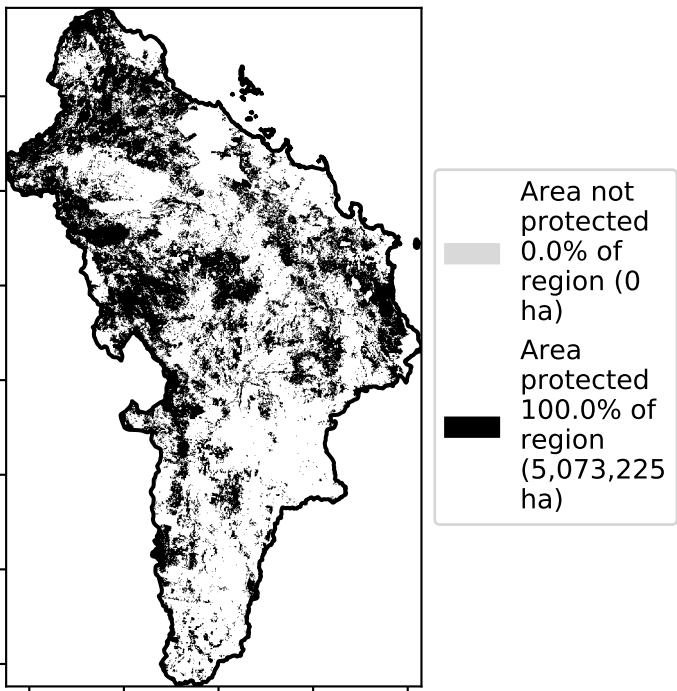 Area not
protected
0.0% of
region (0
ha)
Area
protected
100.0% of
region
(5,073,225
ha)